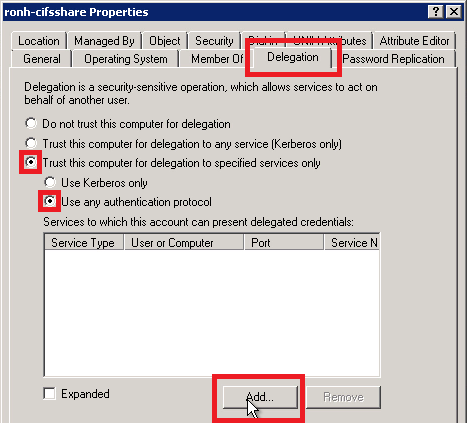 ronh-cifsshare Properties
Location Managed By Object Security Attribute Editor
General Operating System Member Of Delegation Password Replication
Delegation is a security-sensitive operation, which allows services to act on
behalf of another user.
Do not trust this computer for delegation
Trust this computer for delegation to any service (Kerberos only)
Trust this computer for delegation to specified services only
Use Kerberos only
Use any authentication protocol
Services to which this account can present delegated credentials:
Service Type User or Computer Port Service N
Expanded Add... Remove